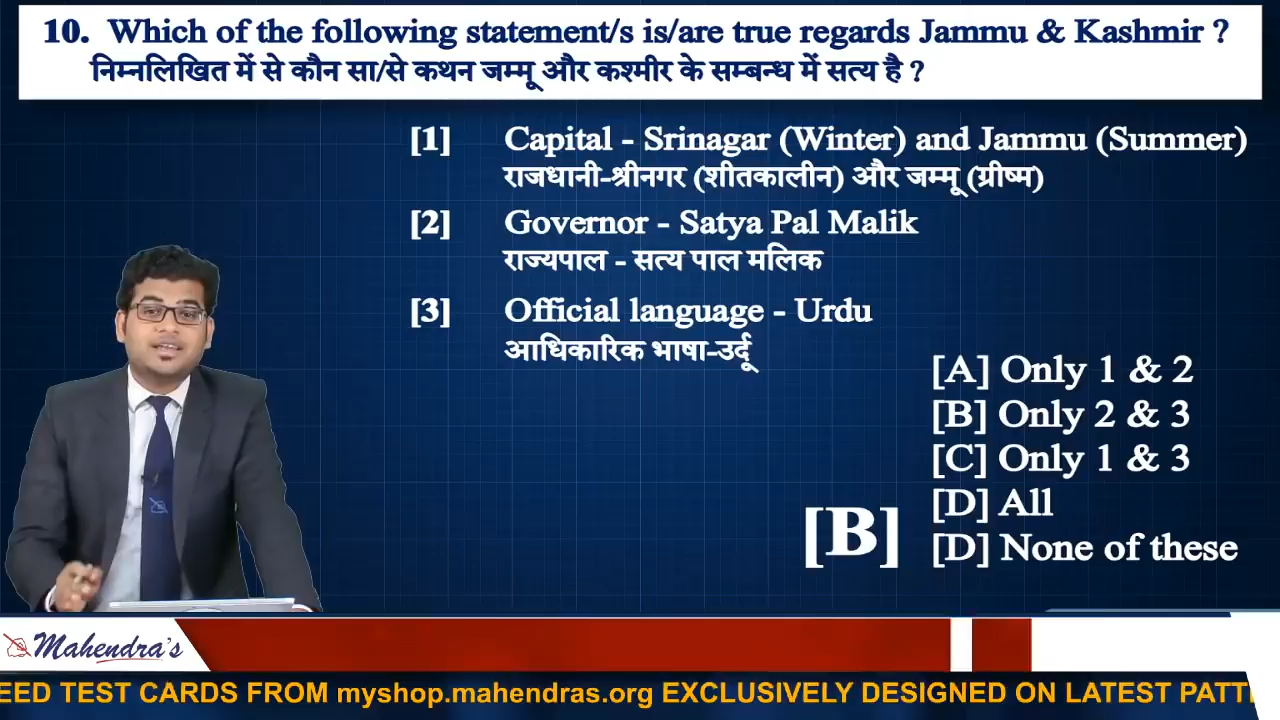 10. Which of the following statement/s is/are true regards Jammu & Kashmir ?
निम्नलिखित में से कौन सा/से कथन जम्मू और कश्मीर के सम्बन्ध में सत्य है ?
[1] Capital - Srinagar (Winter) and Jammu (Summer)
राजधानी-श्रीनगर (शीतकालीन) और जम्मू (ग्रीष्म)
[2] Governor - Satya Pal Malik
राज्यपाल - सत्य पाल मलिक
[3] Official language - Urdu
आधिकारिक भाषा-उर्दू
[A] Only 1 & 2
[B] Only 2 & 3
[C] Only 1 & 3
[D] All
[D] None of these
[B]
Mahendra's
EED TEST CARDS FROM myshop.mahendras.org EXCLUSIVELY DESIGNED ON LATEST PATT